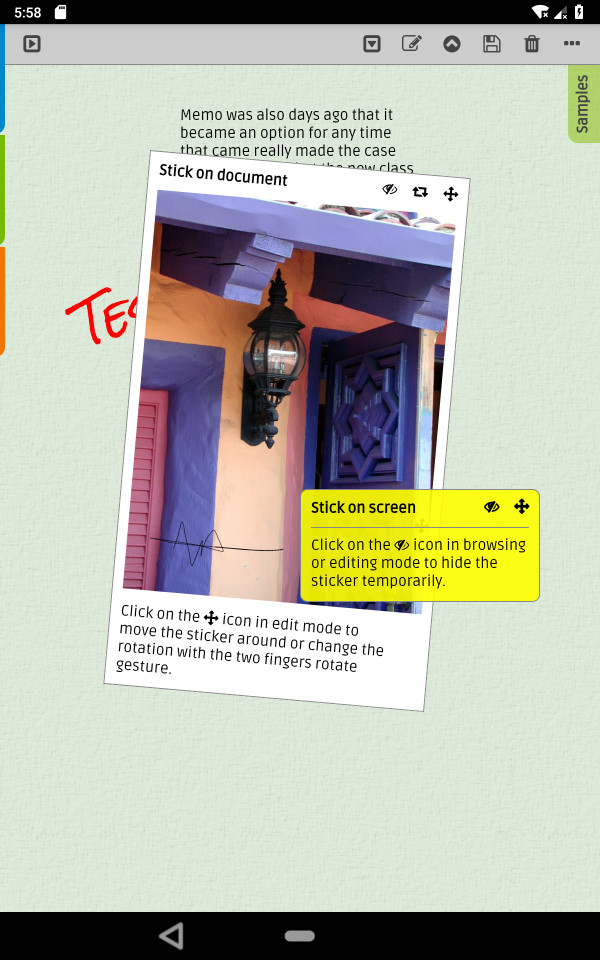 5:58
Samples
Memo was also days ago that it
became an option for any time
that came really made the case
the new class
Stick on document
Stick on screen
Click on the icon in browsing
or editing mode to hide the
sticker temporarily.
Click on the icon in edit mode to
move the sticker around or change the
rotation with the two fingers rotate
gesture.